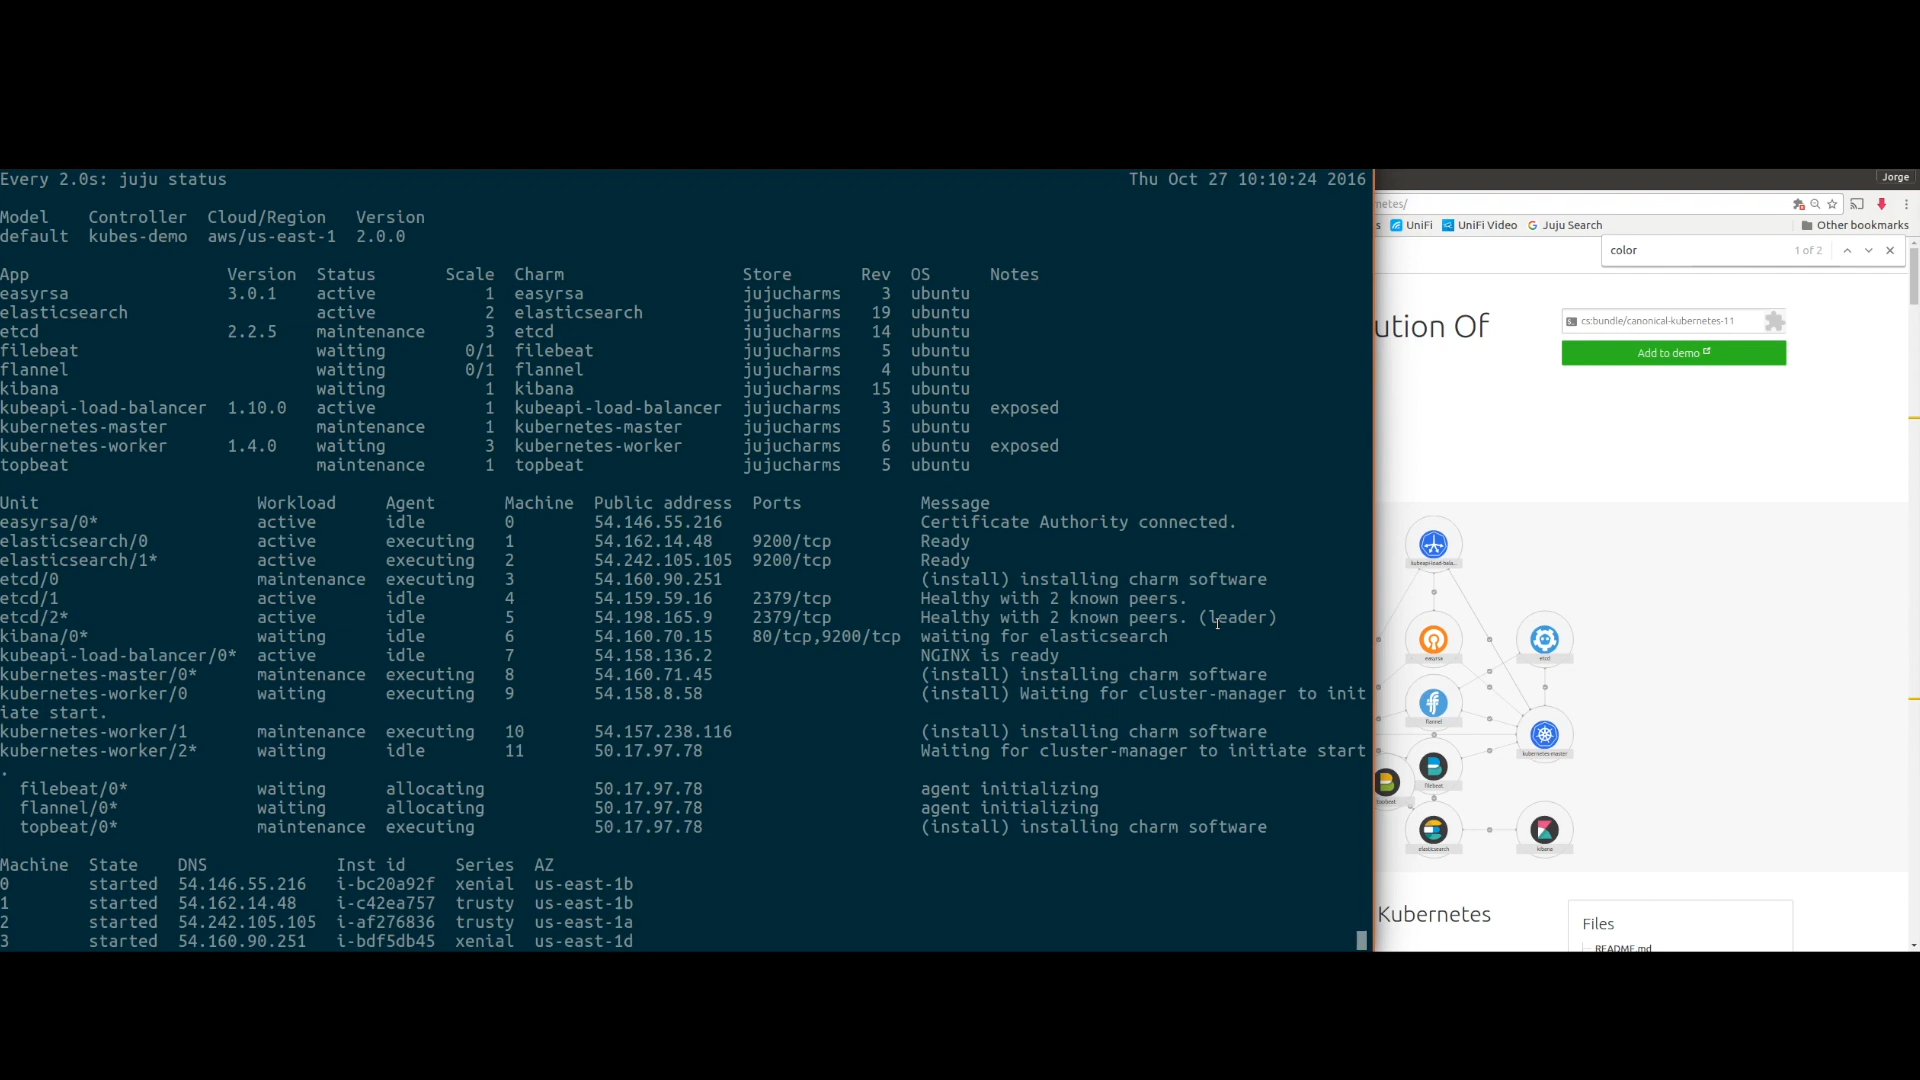 Every 2.0s: juju status Thu Oct 27 10:10:24 2016
Model Controller Cloud/Region Version
default kubes-demo aws/us-east-1 2.0.0
App Version Status Scale Charm Store Rev OS Notes
easyrsa 3.0.1 active 1 easyrsa jujucharms 3 ubuntu
elasticsearch active 2 elasticsearch jujucharms 19 ubuntu
etcd 2.2.5 maintenance 3 etcd jujucharms 14 ubuntu
filebeat waiting 0/1 filebeat jujucharms 5 ubuntu
flannel waiting 0/1 flannel jujucharms 4 ubuntu
kibana waiting 1 kibana jujucharms 15 ubuntu
kubeapi-load-balancer 1.10.0 active 1 kubeapi-load-balancer jujucharms 3 ubuntu exposed
kubernetes-master maintenance 1 kubernetes-master jujucharms 5 ubuntu
kubernetes-worker 1.4.0 waiting 3 kubernetes-worker jujucharms 6 ubuntu exposed
topbeat maintenance 1 topbeat jujucharms 5 ubuntu
Unit Workload Agent Machine Public address Ports Message
easyrsa/0* active idle 0 54.146.55.216 Certificate Authority connected.
elasticsearch/0 active executing 1 54.162.14.48 9200/tcp Ready
elasticsearch/1* active executing 2 54.242.105.105 9200/tcp Ready
etcd/0 maintenance executing 3 54.160.90.251 (install) installing charm software
etcd/1 active idle 4 54.159.59.16 2379/tcp Healthy with 2 known peers.
etcd/2* active idle 5 54.198.165.9 2379/tcp Healthy with 2 known peers. (leader)
kibana/0* waiting idle 6 54.160.70.15 80/tcp,9200/tcp waiting for elasticsearch
kubeapi-load-balancer/0* active idle 7 54.158.136.2 NGINX is ready
kubernetes-master/0* maintenance executing 8 54.160.71.45 (install) installing charm software
kubernetes-worker/0 waiting executing 9 54.158.8.58 (install) Waiting for cluster-manager to init
iate start.
kubernetes-worker/1 maintenance executing 10 54.157.238.116 (install) installing charm software
kubernetes-worker/2* waiting idle 11 50.17.97.78 Waiting for cluster-manager to initiate start
.
filebeat/0* waiting allocating 50.17.97.78 agent initializing
flannel/0* waiting allocating 50.17.97.78 agent initializing
topbeat/0* maintenance executing 50.17.97.78 (install) installing charm software
Machine State DNS Inst id Series AZ
0 started 54.146.55.216 i-bc20a92f xenial us-east-1b
1 started 54.162.14.48 i-c42ea757 trusty us-east-1b
2 started 54.242.105.105 i-af276836 trusty us-east-1a
3 started 54.160.90.251 i-bdf5db45 xenial us-east-1d
Jorge
netes/
s UniFi UniFi Video Juju Search Other bookmarks
color 1 of 2
ution Of
cs:bundle/canonical-kubernetes-11
Add to demo
kubeapi-load-bala...
easyrsa
etcd
flannel
kubernetes-master
filebeat
topbeat
elasticsearch
kibana
Kubernetes
Files
README.md